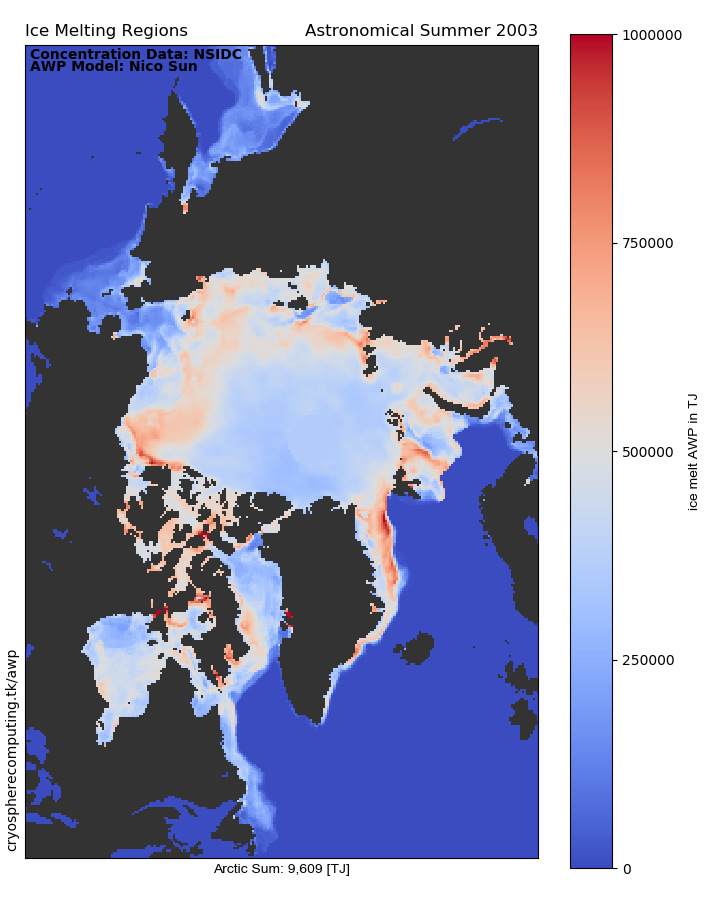 Ice Melting Regions
Astronomical Summer 2003
Concentration Data: NSIDC
AWP Model: Nico Sun
1000000
750000
500000
250000
0
ice melt AWP in TJ
cryospherecomputing.tk/awp
Arctic Sum: 9,609 [TJ]